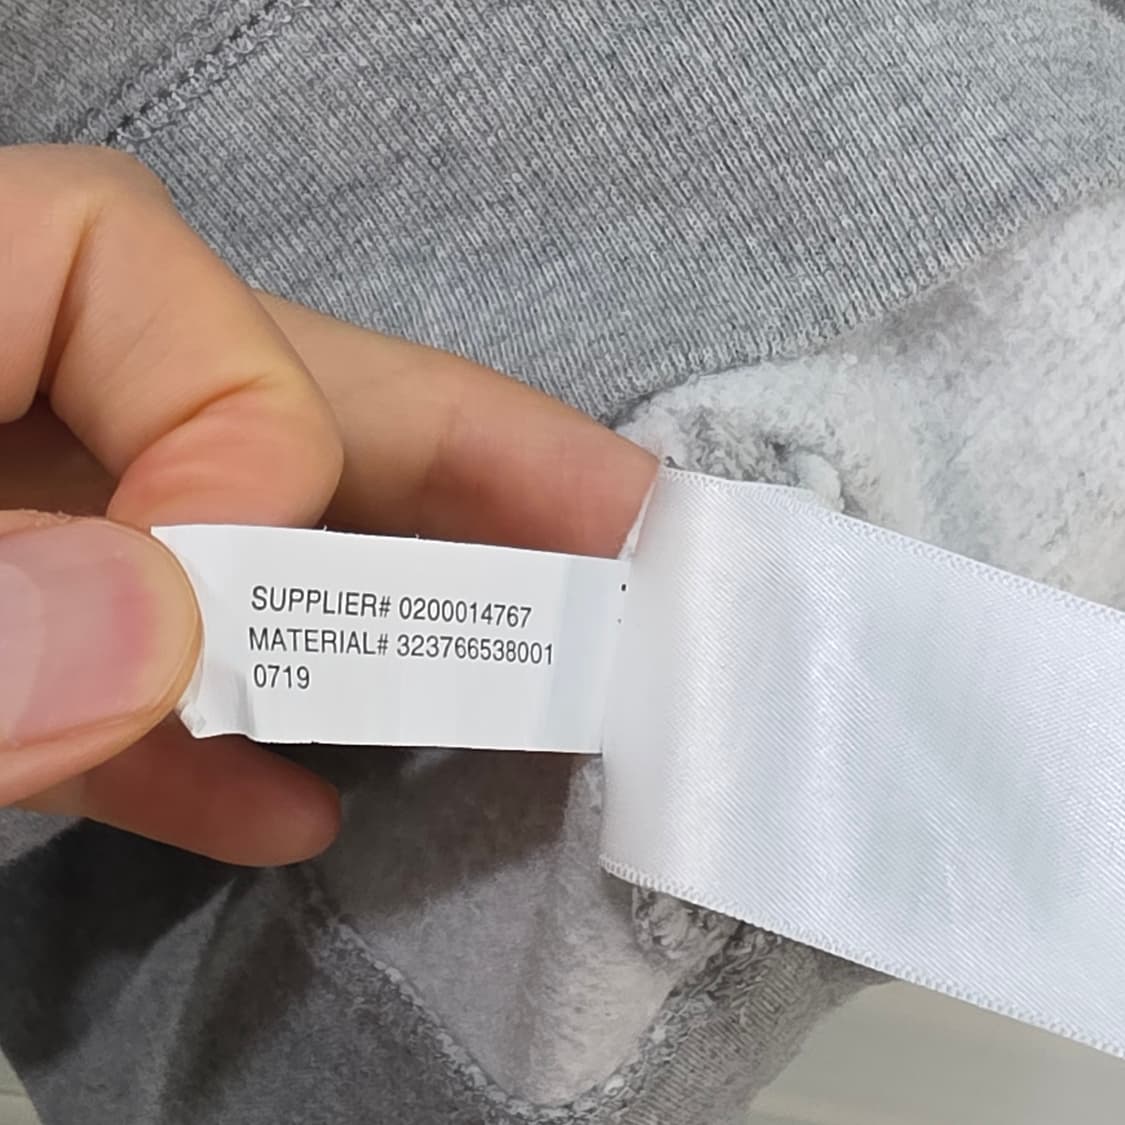 SUPPLIER# 0200014767
MATERIAL# 323766538001
0719